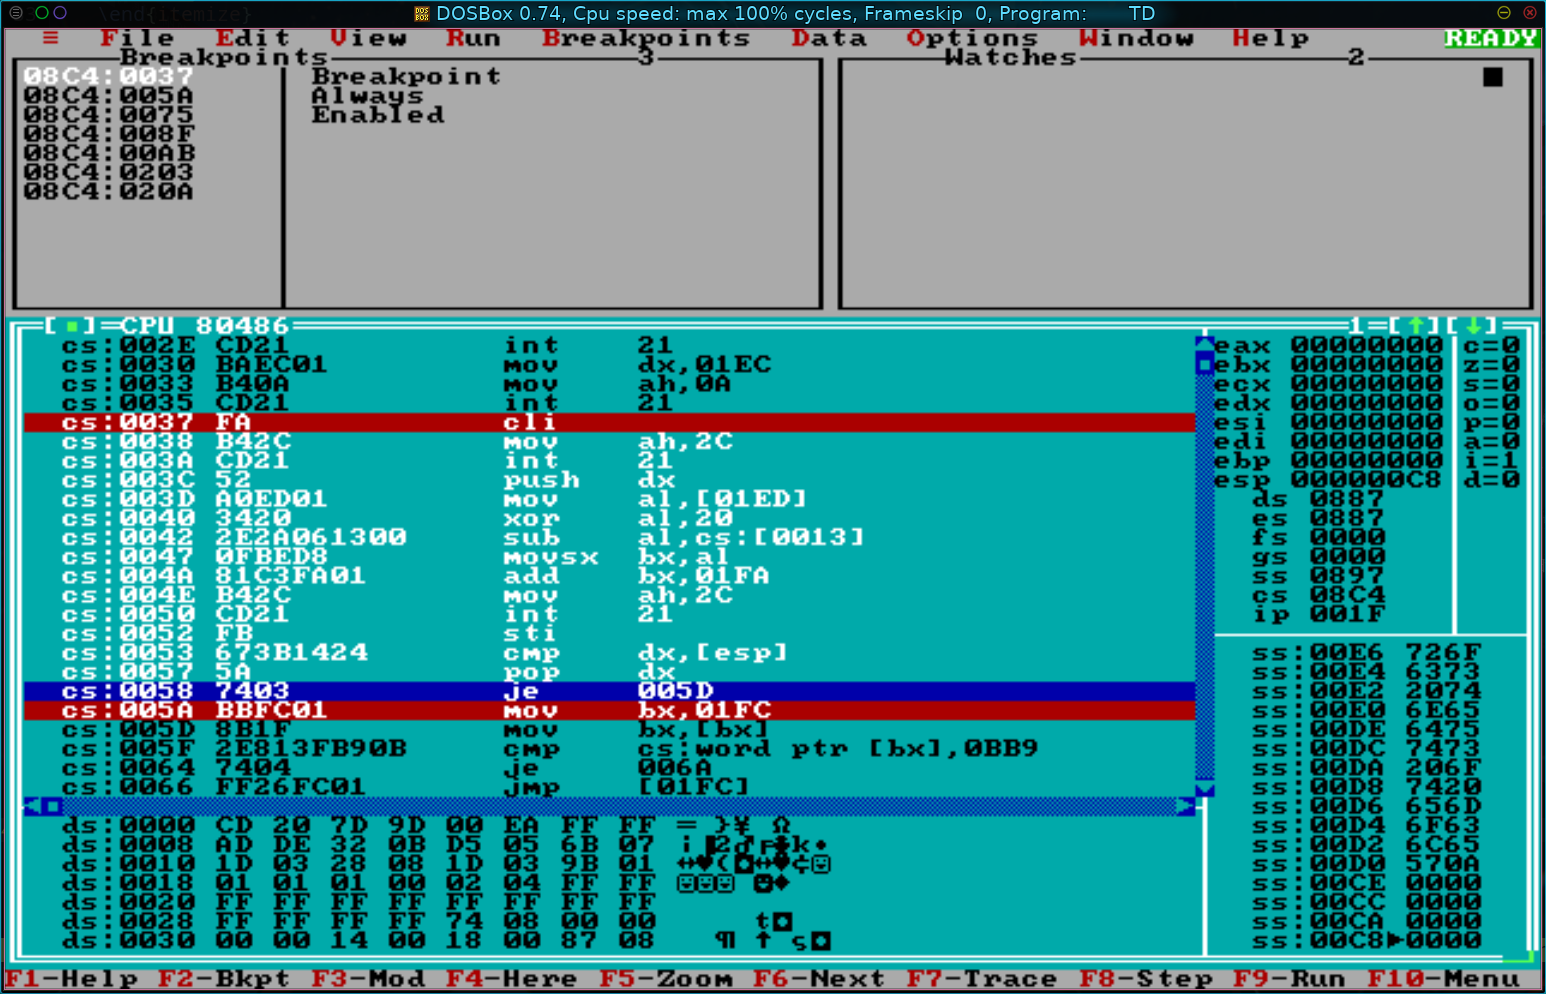 \end{itemize}
DOSBox 0.74, Cpu speed: max 100% cycles, Frameskip 0, Program: TD
≡ File Edit View Run Breakpoints Data Options Window Help READY
Breakpoints 3
08C4:0037 Breakpoint
08C4:005A Always
08C4:0075 Enabled
08C4:008F
08C4:00AB
08C4:0203
08C4:020A
Watches 2
[■]=CPU 80486 1=[↑][↓]
cs:002E CD21 int 21
cs:0030 BAEC01 mov dx,01EC
cs:0033 B40A mov ah,0A
cs:0035 CD21 int 21
cs:0037 FA cli
cs:0038 B42C mov ah,2C
cs:003A CD21 int 21
cs:003C 52 push dx
cs:003D A0ED01 mov al,[01ED]
cs:0040 3420 xor al,20
cs:0042 2E2A061300 sub al,cs:[0013]
cs:0047 0FBED8 movsx bx,al
cs:004A 81C3FA01 add bx,01FA
cs:004E B42C mov ah,2C
cs:0050 CD21 int 21
cs:0052 FB sti
cs:0053 673B1424 cmp dx,[esp]
cs:0057 5A pop dx
cs:0058 7403 je 005D
cs:005A BBFC01 mov bx,01FC
cs:005D 8B1F mov bx,[bx]
cs:005F 2E813FB90B cmp cs:word ptr [bx],0BB9
cs:0064 7404 je 006A
cs:0066 FF26FC01 jmp [01FC]
eax 00000000 c=0
ebx 00000000 z=0
ecx 00000000 s=0
edx 00000000 o=0
esi 00000000 p=0
edi 00000000 a=0
ebp 00000000 i=1
esp 000000C8 d=0
ds 0887
es 0887
fs 0000
gs 0000
ss 0897
cs 08C4
ip 001F
ds:0000 CD 20 7D 9D 00 EA FF FF = }¥ Ω
ds:0008 AD DE 32 0B D5 05 6B 07
ds:0010 1D 03 28 08 1D 03 9B 01
ds:0018 01 01 01 00 02 04 FF FF
ds:0020 FF FF FF FF FF FF FF FF
ds:0028 FF FF FF FF 74 08 00 00 t◘
ds:0030 00 00 14 00 18 00 87 08 ¶ ↑ ç◘
ss:00E6 726F
ss:00E4 6373
ss:00E2 2074
ss:00E0 6E65
ss:00DE 6475
ss:00DC 7473
ss:00DA 206F
ss:00D8 7420
ss:00D6 656D
ss:00D4 6F63
ss:00D2 6C65
ss:00D0 570A
ss:00CE 0000
ss:00CC 0000
ss:00CA 0000
ss:00C8►0000
F1-Help F2-Bkpt F3-Mod F4-Here F5-Zoom F6-Next F7-Trace F8-Step F9-Run F10-Menu